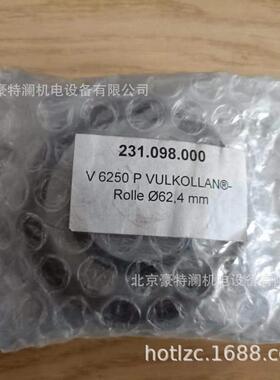 北京豪特澜机电设备有限公司
231.098.000
V 6250 P VULKOLLAN®-
Rolle Ø62,4 mm
北京豪特澜机电设备有限公司
hotlzc.1688.com